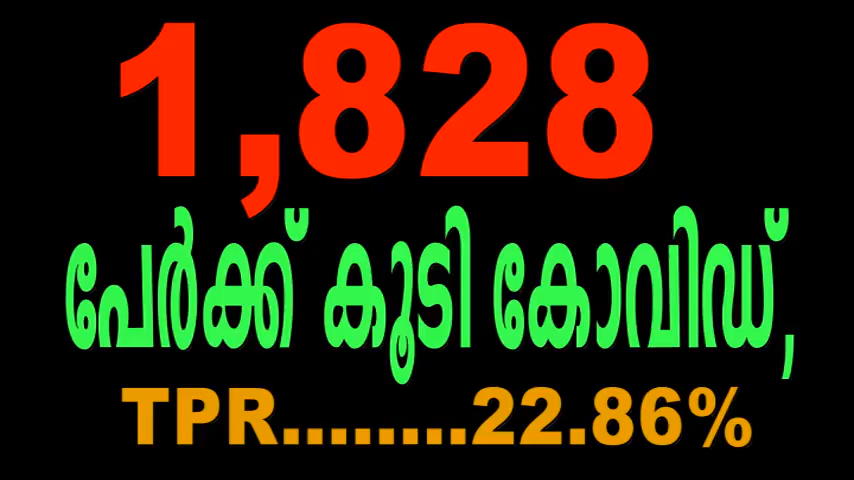 1,828
പേർക്ക് കൂടി കോവിഡ്,
TPR........22.86%